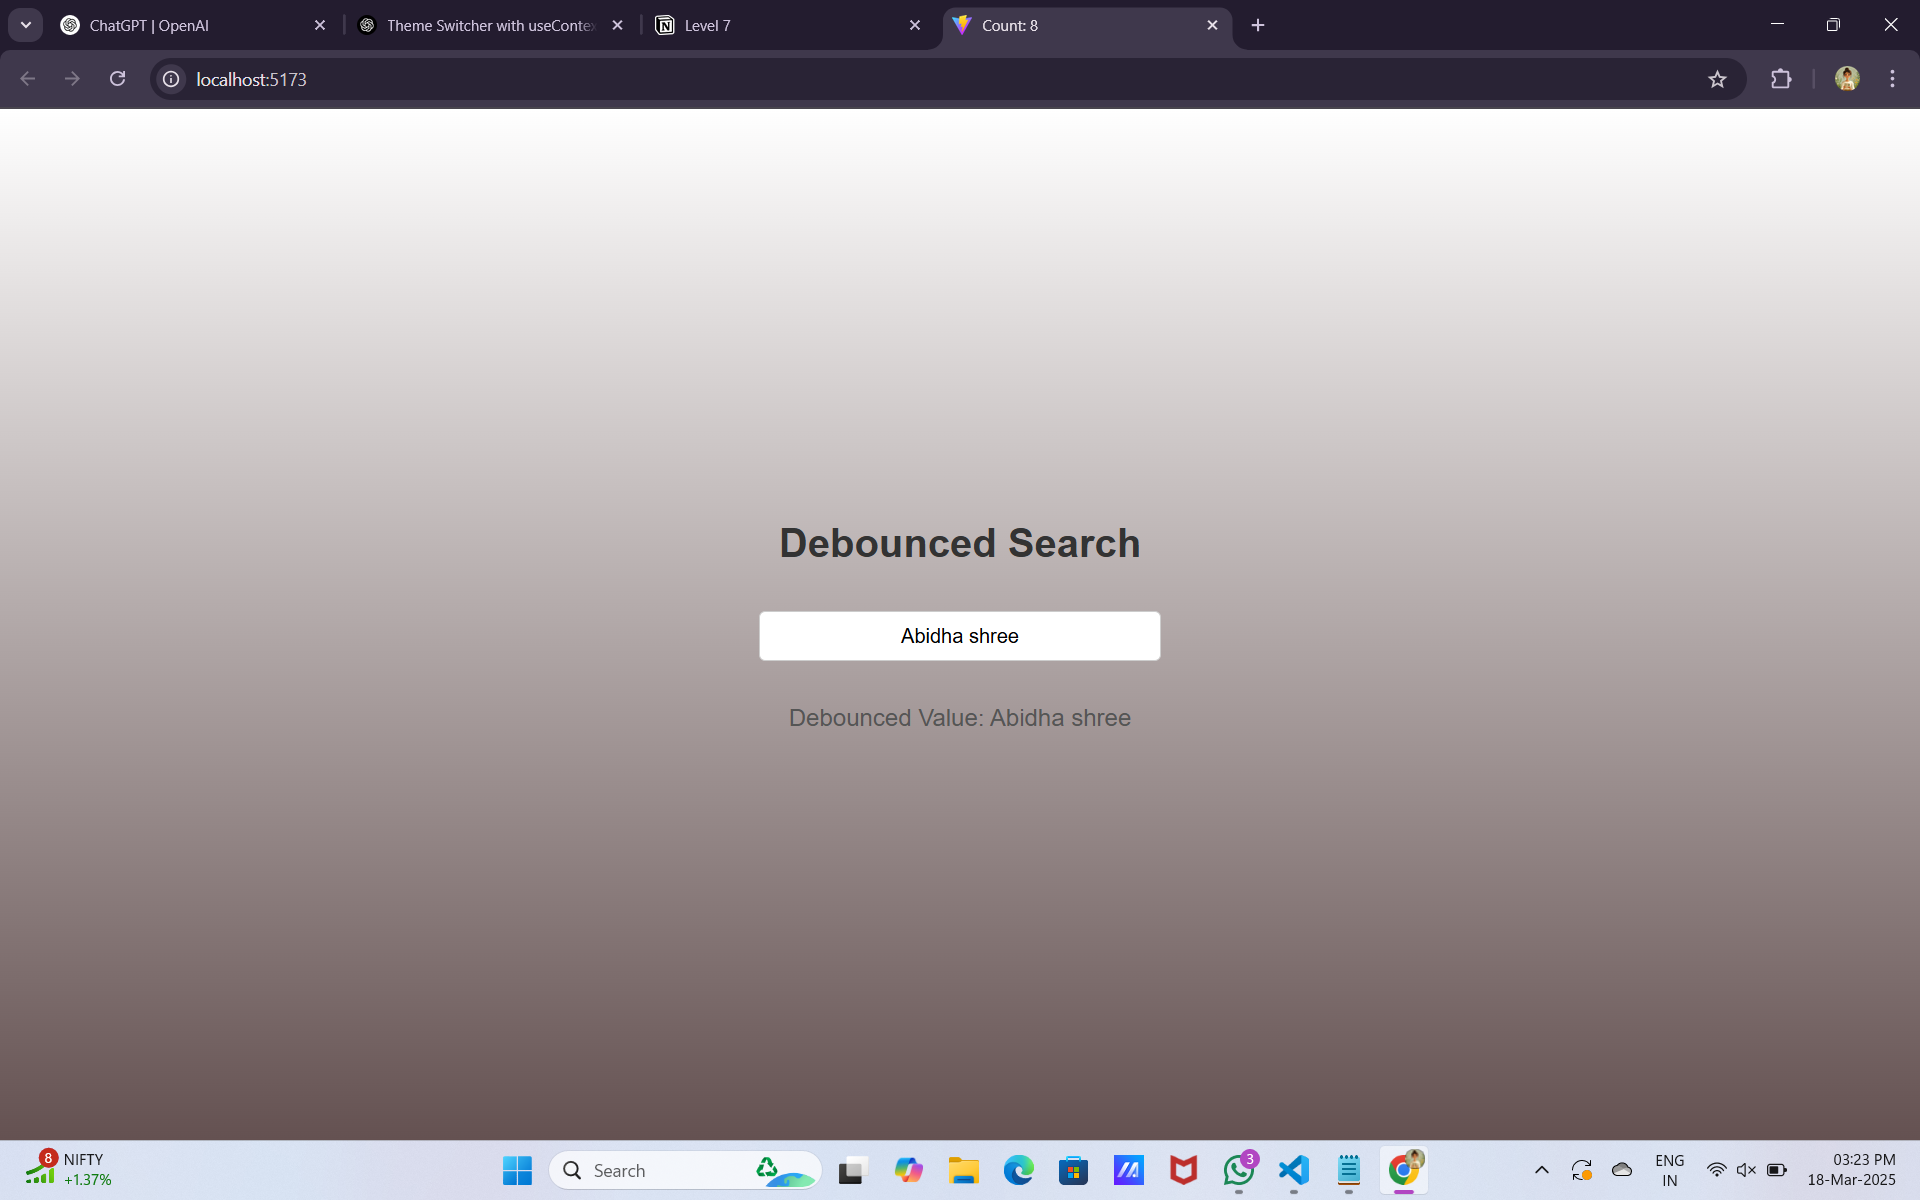 ChatGPT | OpenAI
Theme Switcher with useConte
Level 7
Count: 8
localhost:5173
Debounced Search
Abidha shree
Debounced Value: Abidha shree
8
NIFTY
+1.37%
Search
3
ENG
IN
03:23 PM
18-Mar-2025